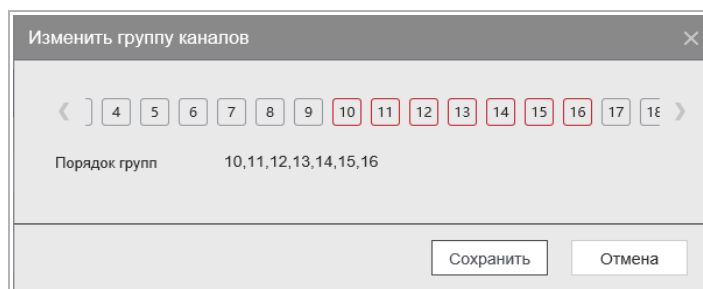 Изменить группу каналов
4 5 6 7 8 9 10 11 12 13 14 15 16 17 18
Порядок групп 10,11,12,13,14,15,16
Сохранить Отмена